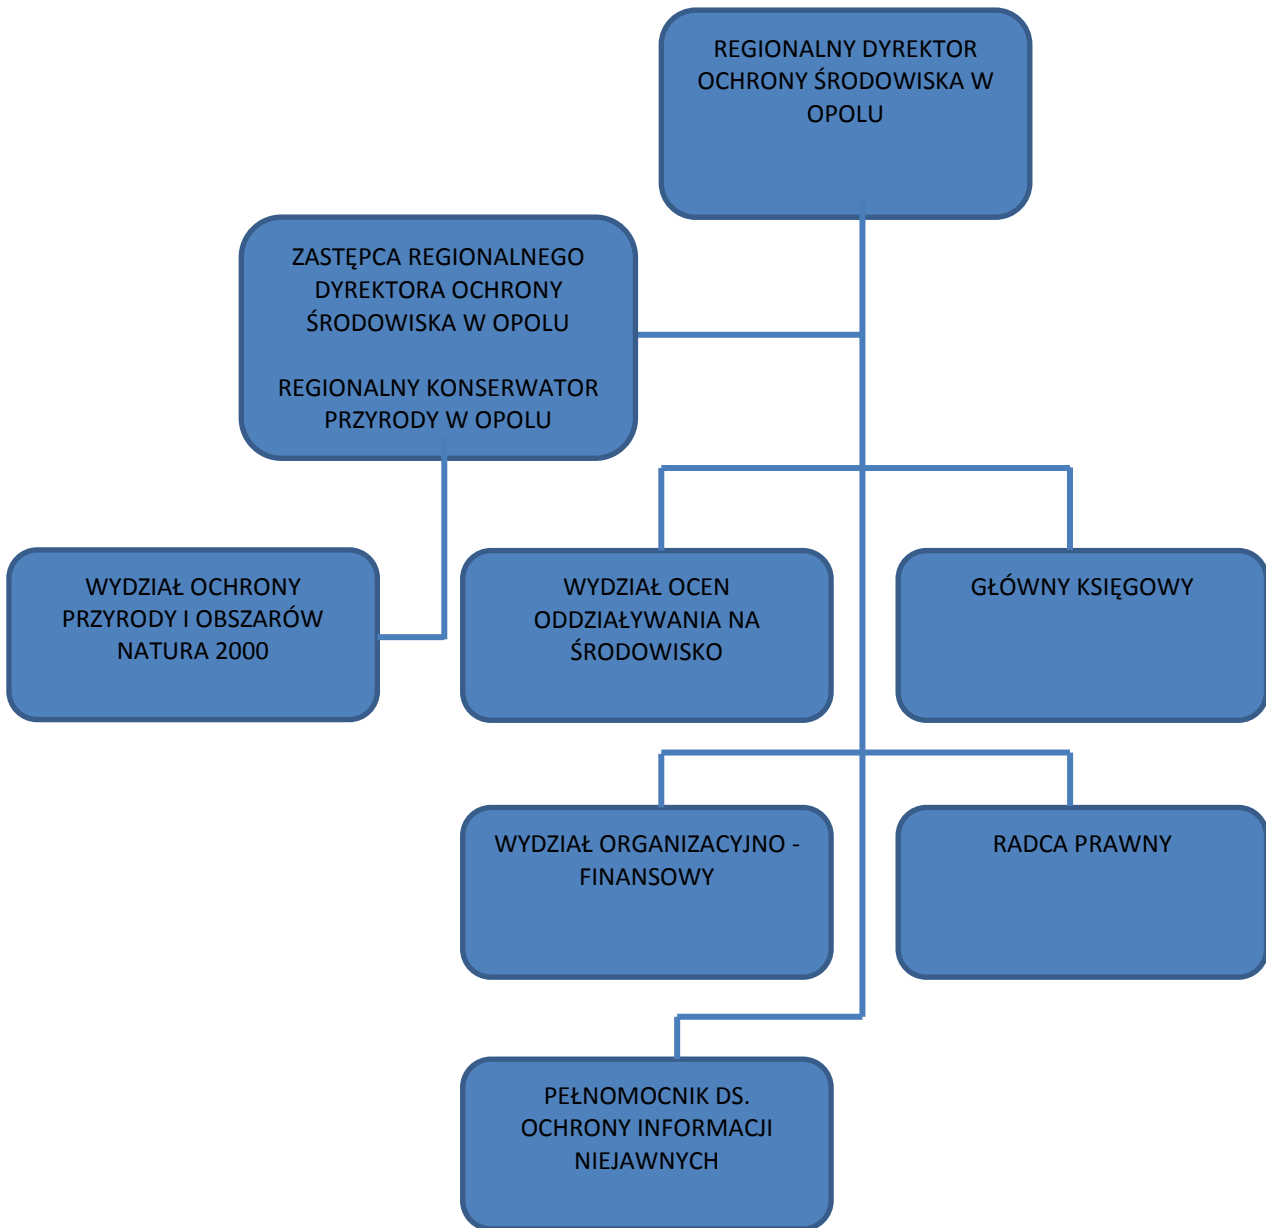 REGIONALNY DYREKTOR
OCHRONY ŚRODOWISKA W
OPOLU
ZASTĘPCA REGIONALNEGO
DYREKTORA OCHRONY
ŚRODOWISKA W OPOLU
REGIONALNY KONSERWATOR
PRZYRODY W OPOLU
WYDZIAŁ OCHRONY
PRZYRODY I OBSZARÓW
NATURA 2000
WYDZIAŁ OCEN
ODDZIAŁYWANIA NA
ŚRODOWISKO
GŁÓWNY KSIĘGOWY
WYDZIAŁ ORGANIZACYJNO -
FINANSOWY
RADCA PRAWNY
PEŁNOMOCNIK DS.
OCHRONY INFORMACJI
NIEJAWNYCH